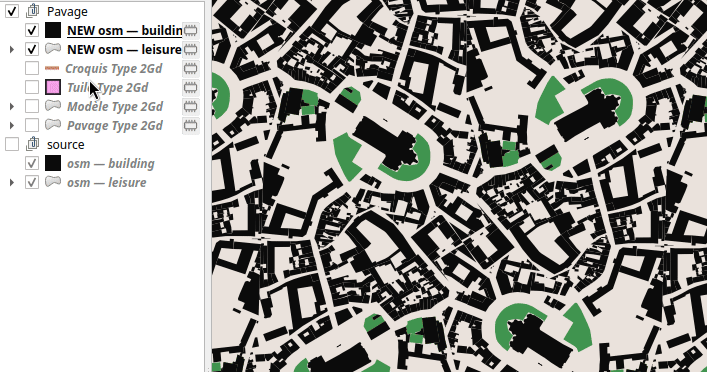 Pavage
NEW osm — buildin
NEW osm — leisure
Croquis Type 2Gd
Tuile Type 2Gd
Modèle Type 2Gd
Pavage Type 2Gd
source
osm — building
osm — leisure